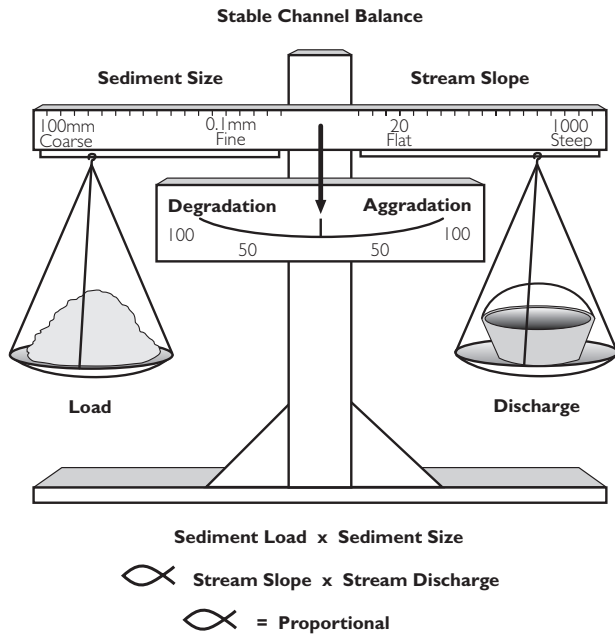 Stable Channel Balance
Sediment Size
Stream Slope
100mm
Coarse
0.1mm
Fine
20
Flat
1000
Steep
Degradation
Aggradation
100
50
50
100
Load
Discharge
Sediment Load x Sediment Size
Stream Slope x Stream Discharge
= Proportional